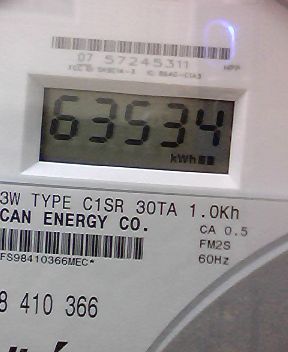 07 57245311
63534
kWh
3W TYPE C1SR 30TA 1.0Kh
CAN ENERGY CO.
CA 0.5
FM2S
FS98410366MEC*
60Hz
8 410 366